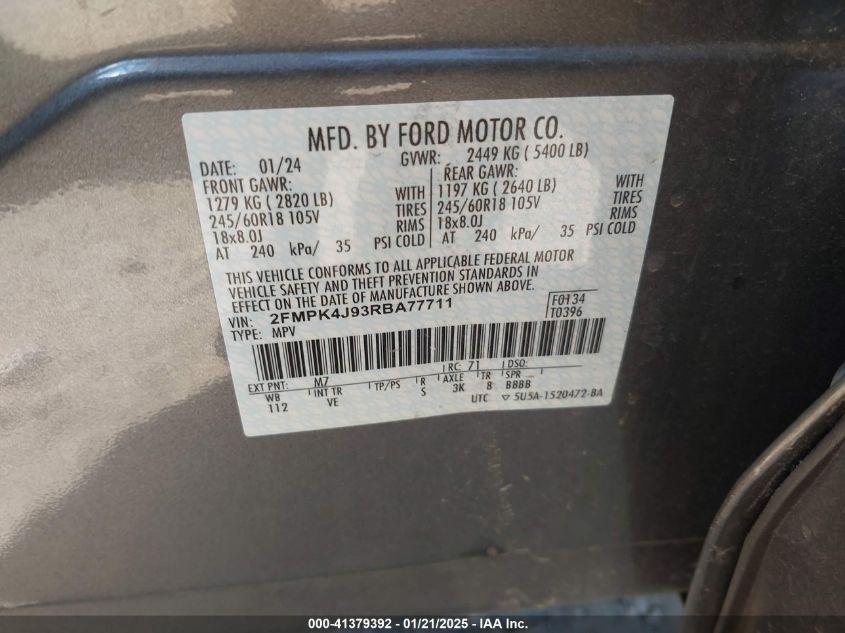 MFD. BY FORD MOTOR CO.
DATE: 01/24 GVWR: 2449 KG ( 5400 LB)
FRONT GAWR: REAR GAWR:
1279 KG ( 2820 LB) WITH 1197 KG ( 2640 LB) WITH
245/60R18 105V TIRES 245/60R18 105V TIRES
18x8.0J RIMS 18x8.0J RIMS
AT 240 kPa/ 35 PSI COLD AT 240 kPa/ 35 PSI COLD
THIS VEHICLE CONFORMS TO ALL APPLICABLE FEDERAL MOTOR
VEHICLE SAFETY AND THEFT PREVENTION STANDARDS IN
EFFECT ON THE DATE OF MANUFACTURE SHOWN ABOVE.
VIN: 2FMPK4J93RBA77711 F0134
TYPE: MPV T0396
EXT PNT: M7 RC: 71 DSO:
WB INT TR TP/PS R AXLE TR SPR
112 VE S 3K 8 BBBB
UTC ▽ 5U5A-1520472-BA
000-41379392 - 01/21/2025 - IAA Inc.